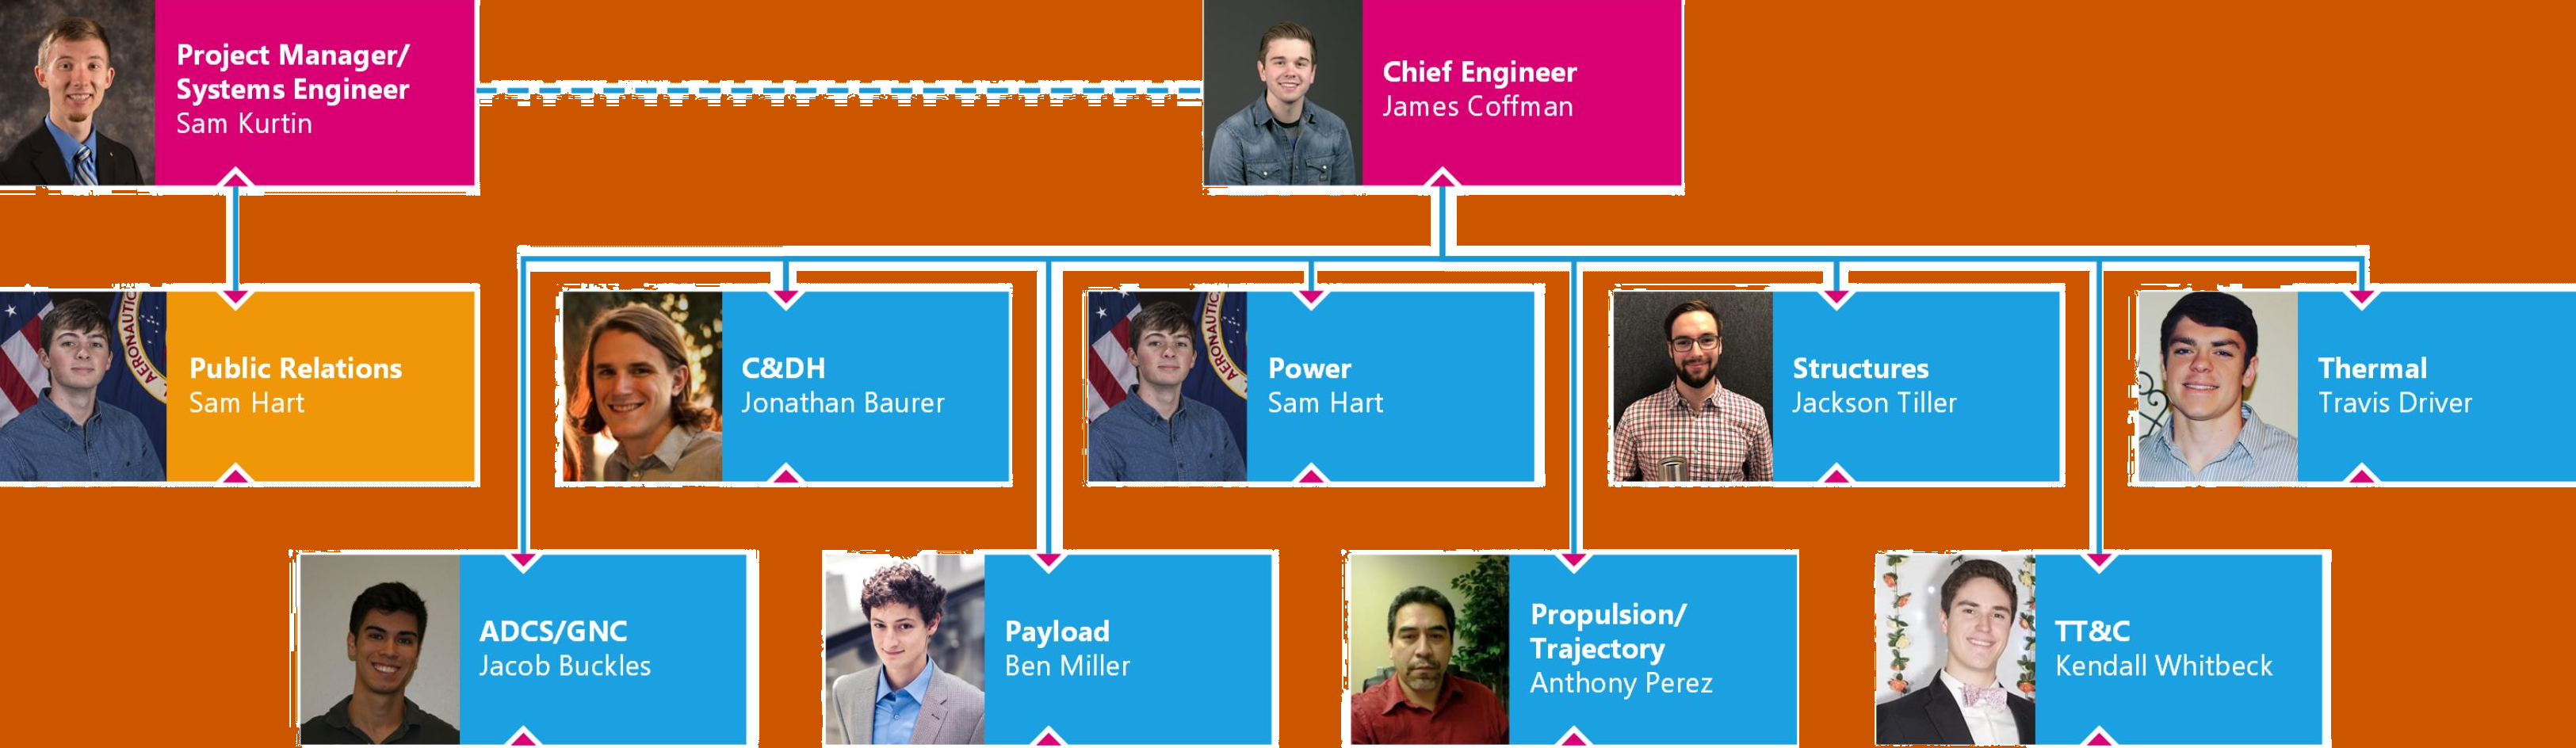 Project Manager/
Systems Engineer
Sam Kurtin
Chief Engineer
James Coffman
AERONAUTIC
Public Relations
Sam Hart
C&DH
Jonathan Baurer
AERONAUTIC
Power
Sam Hart
Structures
Jackson Tiller
Thermal
Travis Driver
ADCS/GNC
Jacob Buckles
Payload
Ben Miller
Propulsion/
Trajectory
Anthony Perez
TT&C
Kendall Whitbeck